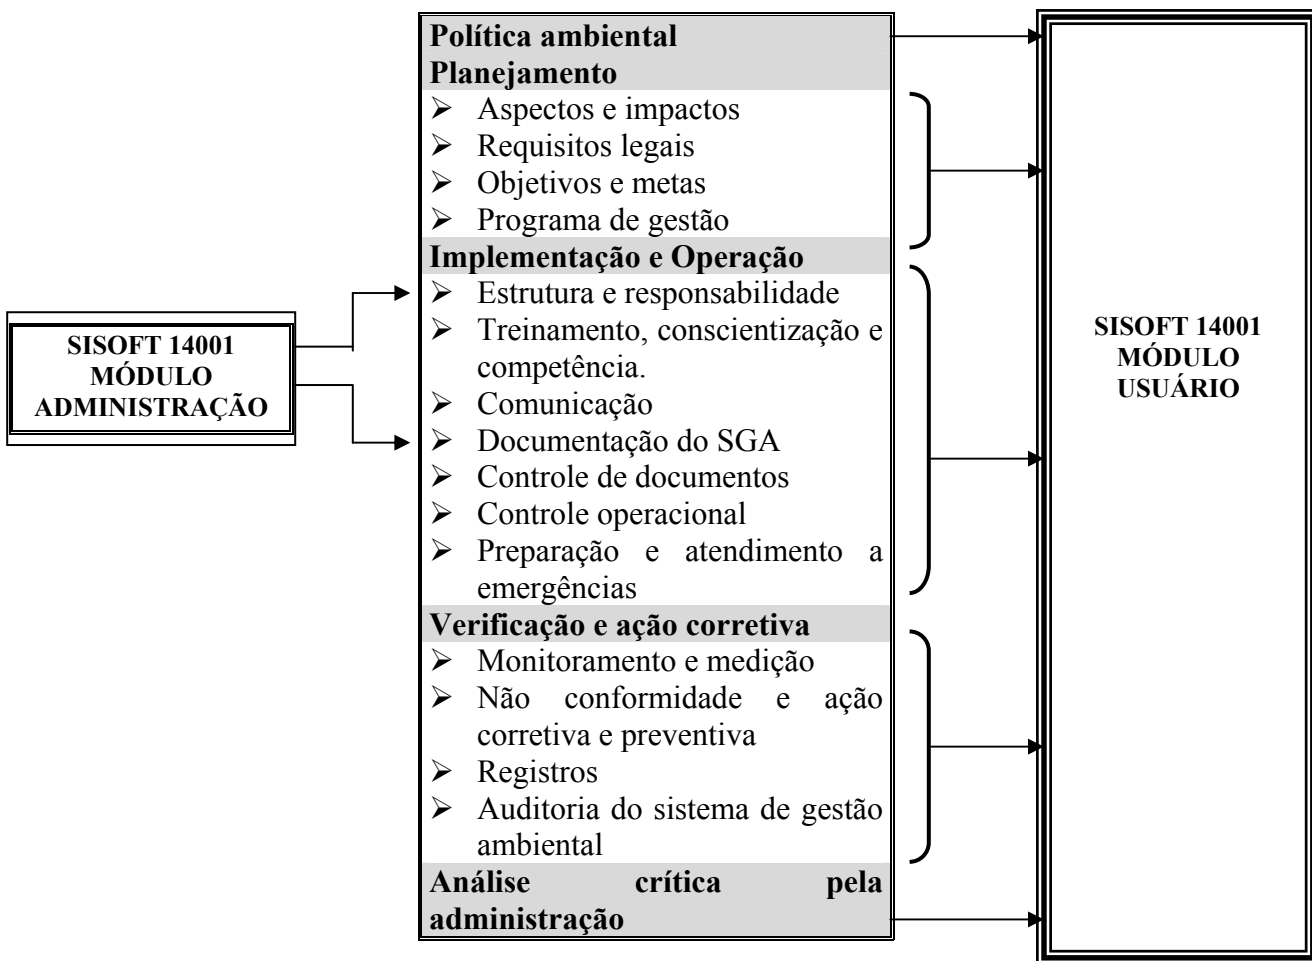 Política ambiental
Planejamento
➢ Aspectos e impactos
➢ Requisitos legais
➢ Objetivos e metas
➢ Programa de gestão
Implementação e Operação
➢ Estrutura e responsabilidade
➢ Treinamento, conscientização e
competência.
➢ Comunicação
➢ Documentação do SGA
➢ Controle de documentos
➢ Controle operacional
➢ Preparação e atendimento a
emergências
Verificação e ação corretiva
➢ Monitoramento e medição
➢ Não conformidade e ação
corretiva e preventiva
➢ Registros
➢ Auditoria do sistema de gestão
ambiental
Análise crítica pela
administração
SISOFT 14001
MÓDULO
ADMINISTRAÇÃO
SISOFT 14001
MÓDULO
USUÁRIO